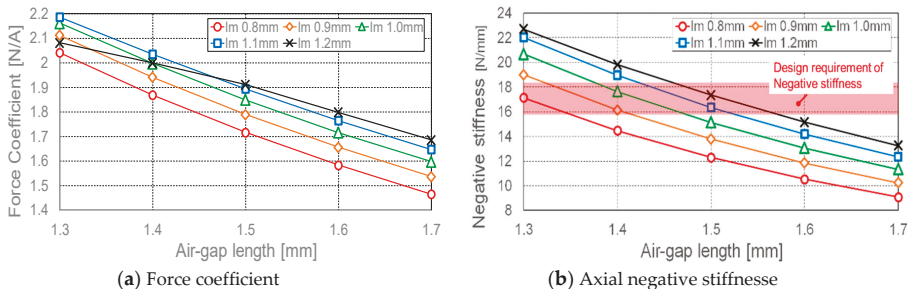 Force Coefficient [N/A]
2.2
2.1
2
1.9
1.8
1.7
1.6
1.5
1.4
lm 0.8mm lm 0.9mm lm 1.0mm
lm 1.1mm lm 1.2mm
1.3 1.4 1.5 1.6 1.7
Air-gap length [mm]
(a) Force coefficient
Negative stiffness [N/mm]
24
22
20
18
16
14
12
10
8
lm 0.8mm lm 0.9mm lm 1.0mm
lm 1.1mm lm 1.2mm
Design requirement of
Negative stiffness
1.3 1.4 1.5 1.6 1.7
Air-gap length [mm]
(b) Axial negative stiffnesse